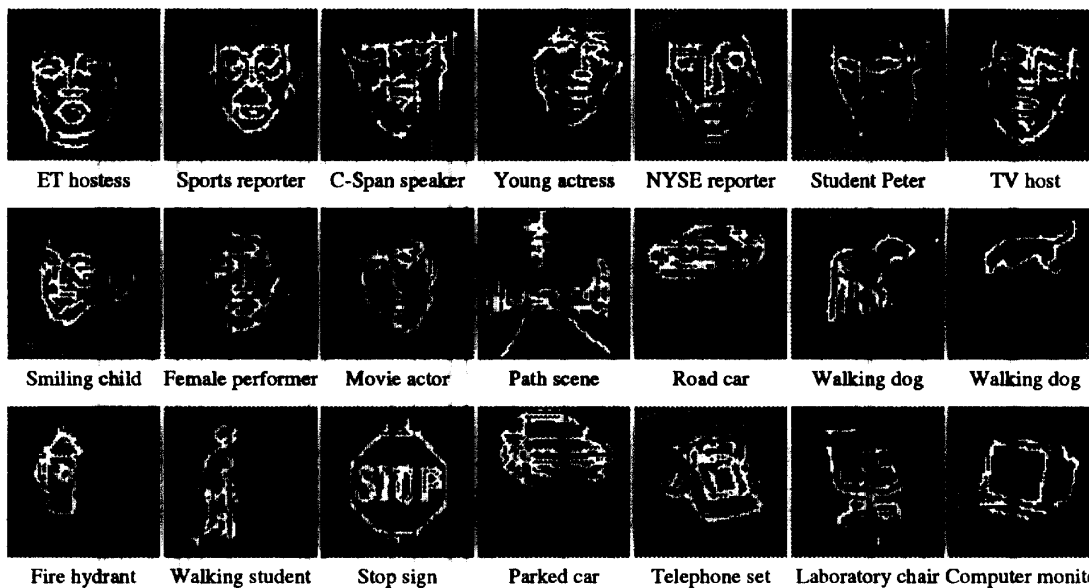 ET hostess Sports reporter C-Span speaker Young actress NYSE reporter Student Peter TV host
Smiling child Female performer Movie actor Path scene Road car Walking dog Walking dog
STOP
Fire hydrant Walking student Stop sign Parked car Telephone set Laboratory chair Computer monit